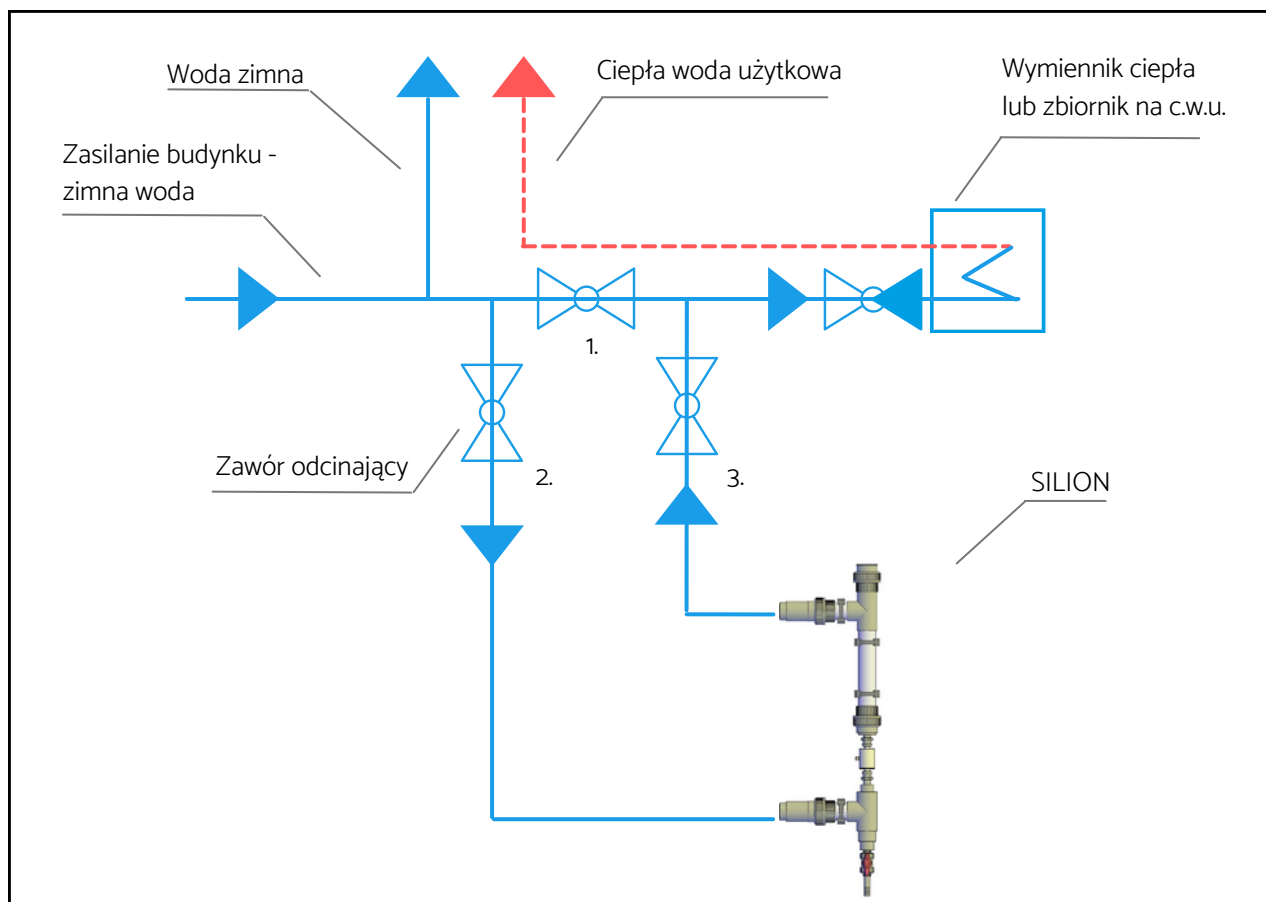 Woda zimna
Ciepła woda użytkowa
Wymiennik ciepła
lub zbiornik na c.w.u.
Zasilanie budynku -
zimna woda
1.
Zawór odcinający
2.
3.
SILION